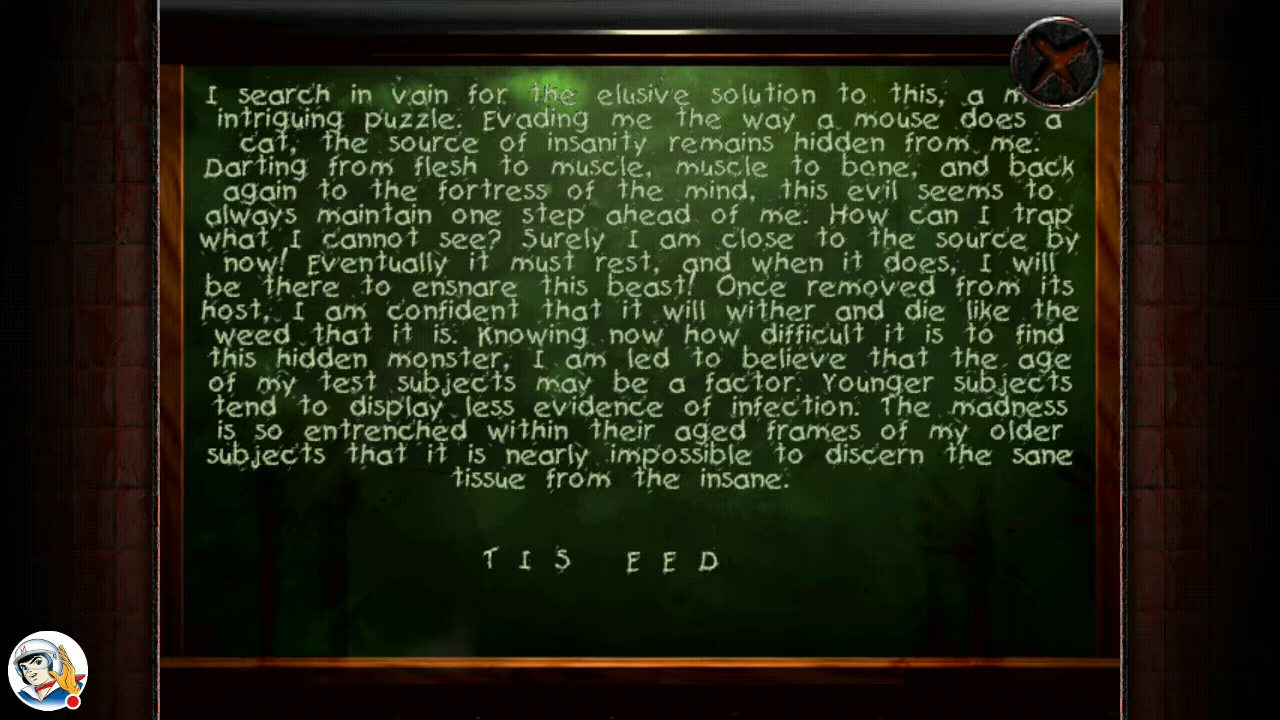 I search in vain for the elusive solution to this, a m
intriguing puzzle. Evading me the way a mouse does a
cat, the source of insanity remains hidden from me.
Darting from flesh to muscle, muscle to bone, and back
again to the fortress of the mind, this evil seems to
always maintain one step ahead of me. How can I trap
what I cannot see? Surely I am close to the source by
now! Eventually it must rest, and when it does, I will
be there to ensnare this beast! Once removed from its
host, I am confident that it will wither and die like the
weed that it is. Knowing now how difficult it is to find
this hidden monster, I am led to believe that the age
of my test subjects may be a factor. Younger subjects
tend to display less evidence of infection. The madness
is so entrenched within their aged frames of my older
subjects that it is nearly impossible to discern the sane
tissue from the insane.
T I S E E D